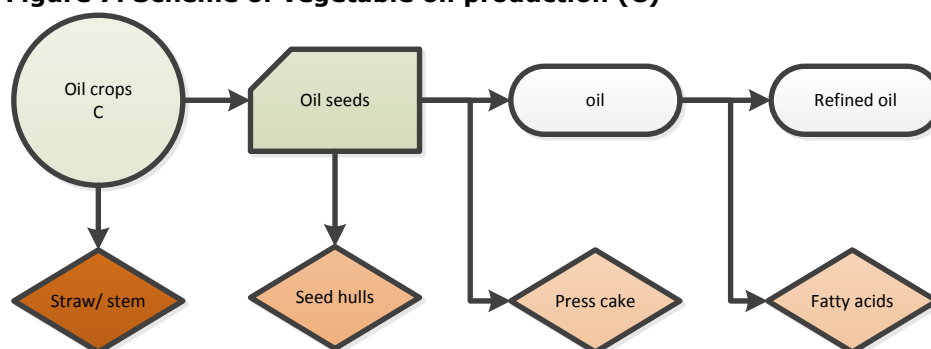 Figure 7. Scheme of vegetable oil production (C)
Oil crops
C
Oil seeds
oil
Refined oil
Straw/ stem
Seed hulls
Press cake
Fatty acids